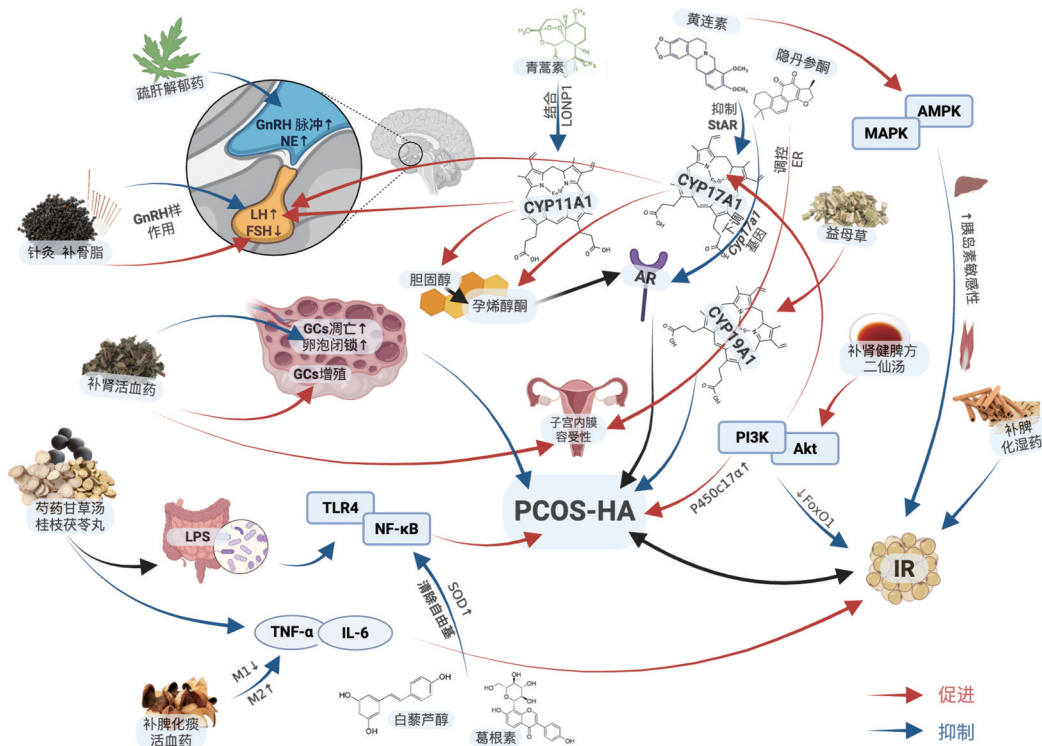 疏肝解郁药
GnRH 脉冲↑
NE↑
LH↑
FSH↓
GnRH样
作用
针灸 补骨脂
青蒿素
结合
LONP1
黄连素
抑制
StAR
隐丹参酮
调控
ER
AMPK
MAPK
CYP11A1
CYP17A1
下调
Cyp17a1
基因
CYP19A1
OH
O
OH
O
OCH₃
OCH₃
胆固醇
孕烯醇酮
AR
益母草
↑胰岛素敏感性
补肾健脾方
二仙汤
补脾
化湿药
GCs凋亡↑
卵泡闭锁↑
GCs增殖
补肾活血药
子宫内膜
容受性
PI3K
Akt
P450c17α↑
↓FoxO1
PCOS-HA
IR
芍药甘草汤
桂枝茯苓丸
LPS
TLR4
NF-κB
SOD↑
清除自由基
TNF-α
IL-6
M1↓
M2↑
补脾化痰
活血药
HO
OH
OH
白藜芦醇
葛根素
促进
抑制